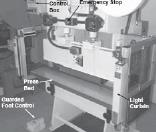 Control
Box
Emergency Stop
Press
Bed
Light
Curtain
Guarded
Foot Control